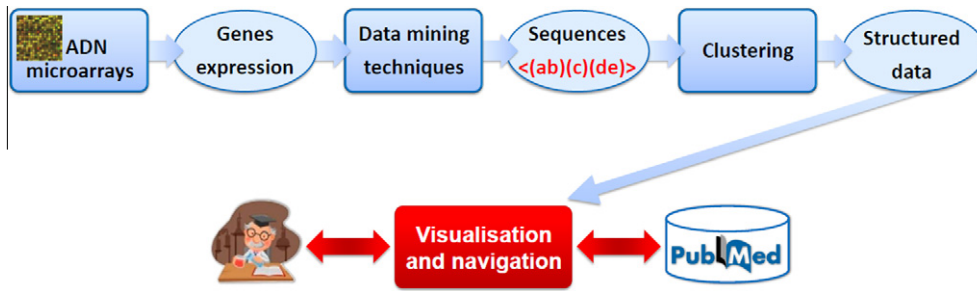 ADN
microarrays
Genes
expression
Data mining
techniques
Sequences
<(ab)(c)(de)>
Clustering
Structured
data
Visualisation
and navigation
PubMed